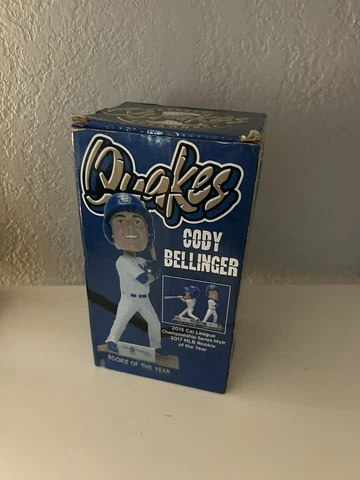 Quakes
CODY
BELLINGER
2015 Cal League
Championship Series MVP
2017 MLB Rookie
of the Year
ROOKIE OF THE YEAR